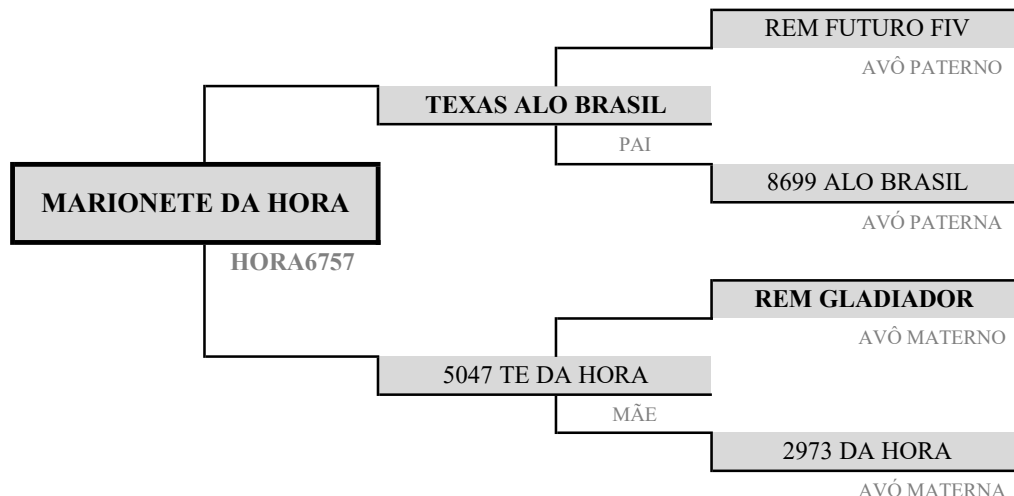 REM FUTURO FIV
AVÔ PATERNO
TEXAS ALO BRASIL
PAI
8699 ALO BRASIL
AVÓ PATERNA
MARIONETE DA HORA
HORA6757
REM GLADIADOR
AVÔ MATERNO
5047 TE DA HORA
MÃE
2973 DA HORA
AVÓ MATERNA